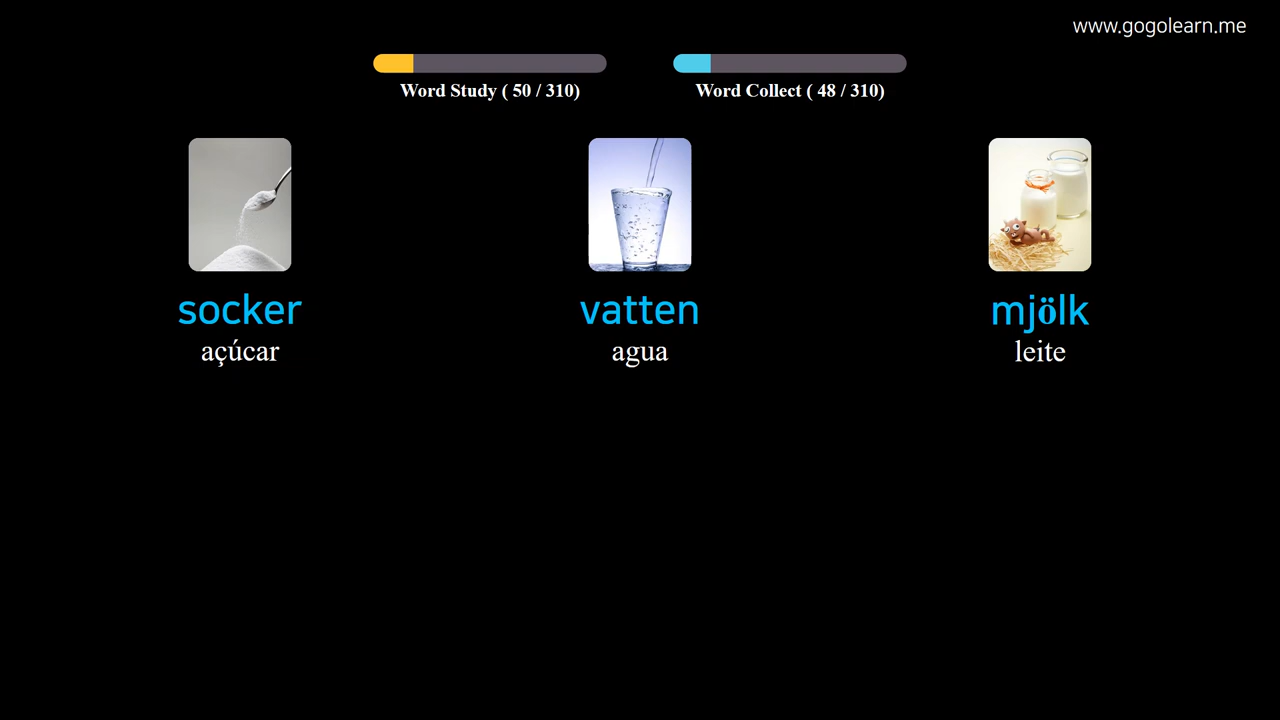 www.gogolearn.me
Word Study ( 50 / 310)
Word Collect ( 48 / 310)
socker
vatten
mjölk
açúcar
agua
leite